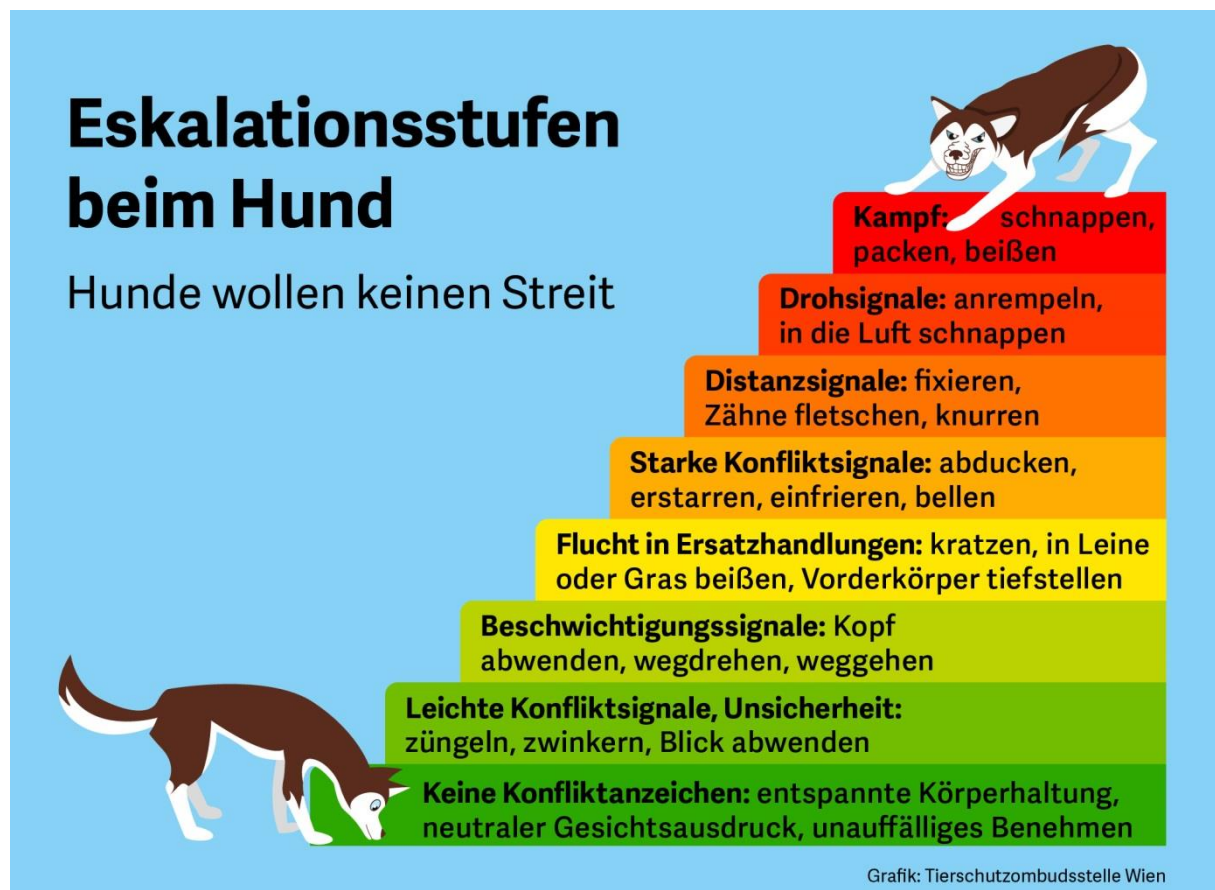 Eskalationsstufen
beim Hund
Hunde wollen keinen Streit
Kampf: schnappen,
packen, beißen
Drohsignale: anrempeln,
in die Luft schnappen
Distanzsignale: fixieren,
Zähne fletschen, knurren
Starke Konfliktsignale: abducken,
erstarren, einfrieren, bellen
Flucht in Ersatzhandlungen: kratzen, in Leine
oder Gras beißen, Vorderkörper tiefstellen
Beschwichtigungssignale: Kopf
abwenden, wegdrehen, weggehen
Leichte Konfliktsignale, Unsicherheit:
züngeln, zwinkern, Blick abwenden
Keine Konfliktanzeichen: entspannte Körperhaltung,
neutraler Gesichtsausdruck, unauffälliges Benehmen
Grafik: Tierschutzombudsstelle Wien